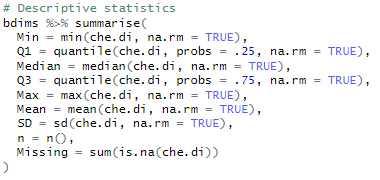 # Descriptive statistics
bdims %>% summarise(
  Min = min(che.di, na.rm = TRUE),
  Q1 = quantile(che.di, probs = .25, na.rm = TRUE),
  Median = median(che.di, na.rm = TRUE),
  Q3 = quantile(che.di, probs = .75, na.rm = TRUE),
  Max = max(che.di, na.rm = TRUE),
  Mean = mean(che.di, na.rm = TRUE),
  SD = sd(che.di, na.rm = TRUE),
  n = n(),
  Missing = sum(is.na(che.di))
)